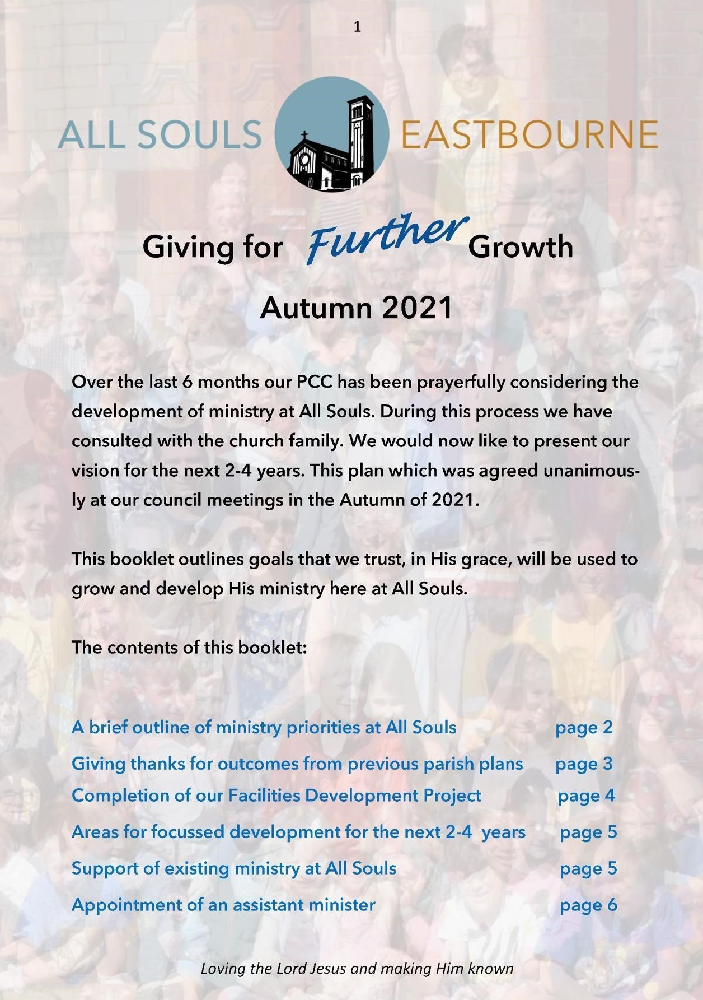 1
ALL SOULS EASTBOURNE
Giving for Further Growth
Autumn 2021
Over the last 6 months our PCC has been prayerfully considering the
development of ministry at All Souls. During this process we have
consulted with the church family. We would now like to present our
vision for the next 2-4 years. This plan which was agreed unanimous-
ly at our council meetings in the Autumn of 2021.
This booklet outlines goals that we trust, in His grace, will be used to
grow and develop His ministry here at All Souls.
The contents of this booklet:
A brief outline of ministry priorities at All Souls page 2
Giving thanks for outcomes from previous parish plans page 3
Completion of our Facilities Development Project page 4
Areas for focussed development for the next 2-4 years page 5
Support of existing ministry at All Souls page 5
Appointment of an assistant minister page 6
Loving the Lord Jesus and making Him known